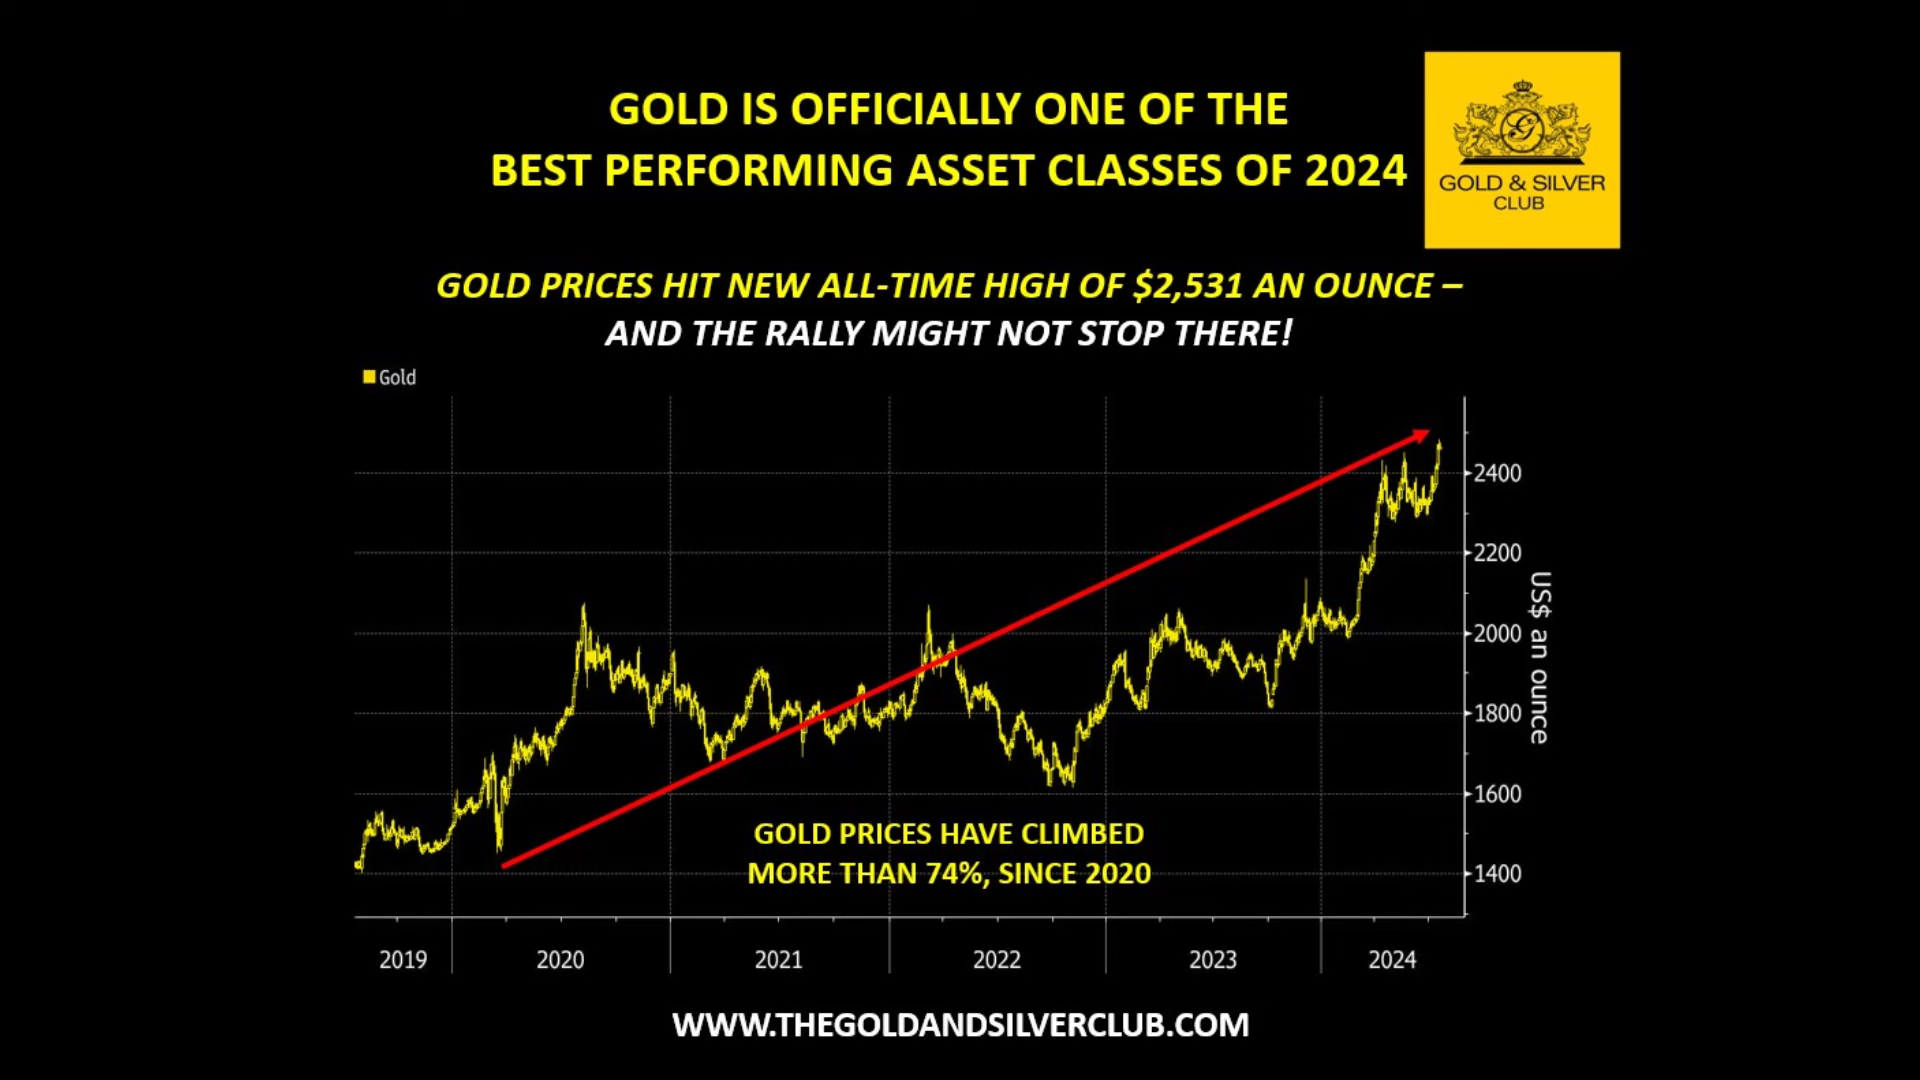 GOLD IS OFFICIALLY ONE OF THE
BEST PERFORMING ASSET CLASSES OF 2024
G
GOLD & SILVER
CLUB
GOLD PRICES HIT NEW ALL-TIME HIGH OF $2,531 AN OUNCE –
AND THE RALLY MIGHT NOT STOP THERE!
Gold
2400
2200
2000
1800
1600
1400
US$ an ounce
GOLD PRICES HAVE CLIMBED
MORE THAN 74%, SINCE 2020
2019 2020 2021 2022 2023 2024
WWW.THEGOLDANDSILVERCLUB.COM